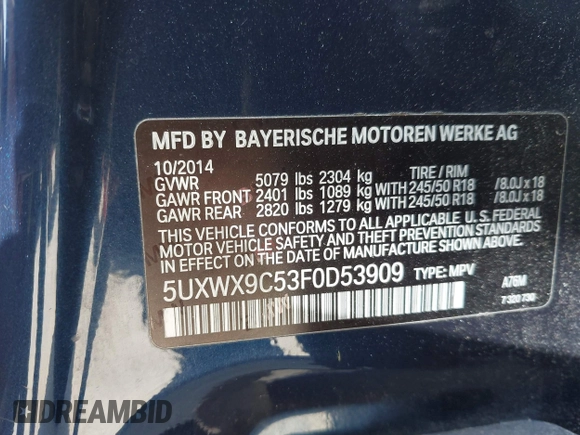 MFD BY BAYERISCHE MOTOREN WERKE AG
10/2014 TIRE / RIM
GVWR 5079 lbs 2304 kg
GAWR FRONT 2401 lbs 1089 kg WITH 245/50 R18 /8.0J x 18
GAWR REAR 2820 lbs 1279 kg WITH 245/50 R18 /8.0J x 18
THIS VEHICLE CONFORMS TO ALL APPLICABLE U.S. FEDERAL
MOTOR VEHICLE SAFETY AND THEFT PREVENTION STANDARDS
IN EFFECT ON THE DATE OF MANUFACTURE SHOWN ABOVE.
5UXWX9C53F0D53909 TYPE: MPV
A76M
7 320 730
DREAMBID